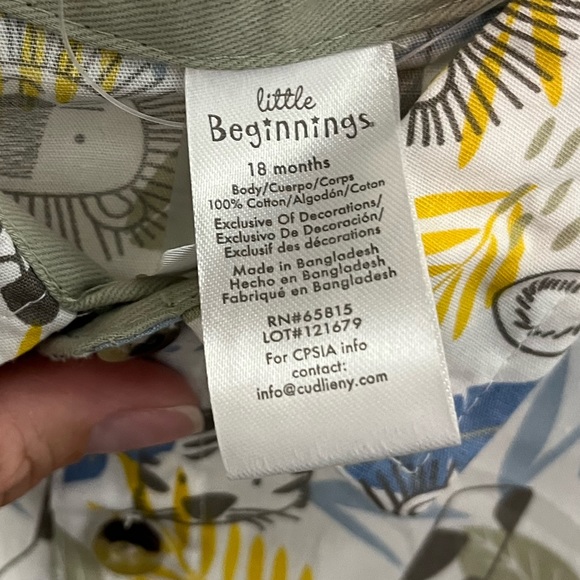 little
Beginnings
18 months
Body/Cuerpo/Corps
100% Cotton/Algodón/Coton
Exclusive Of Decorations/
Exclusivo De Decoración/
Exclusif des décorations
Made in Bangladesh
Hecho en Bangladesh
Fabriqué en Bangladesh
RN#65815
LOT#121679
For CPSIA info
contact:
info@cudlieny.com